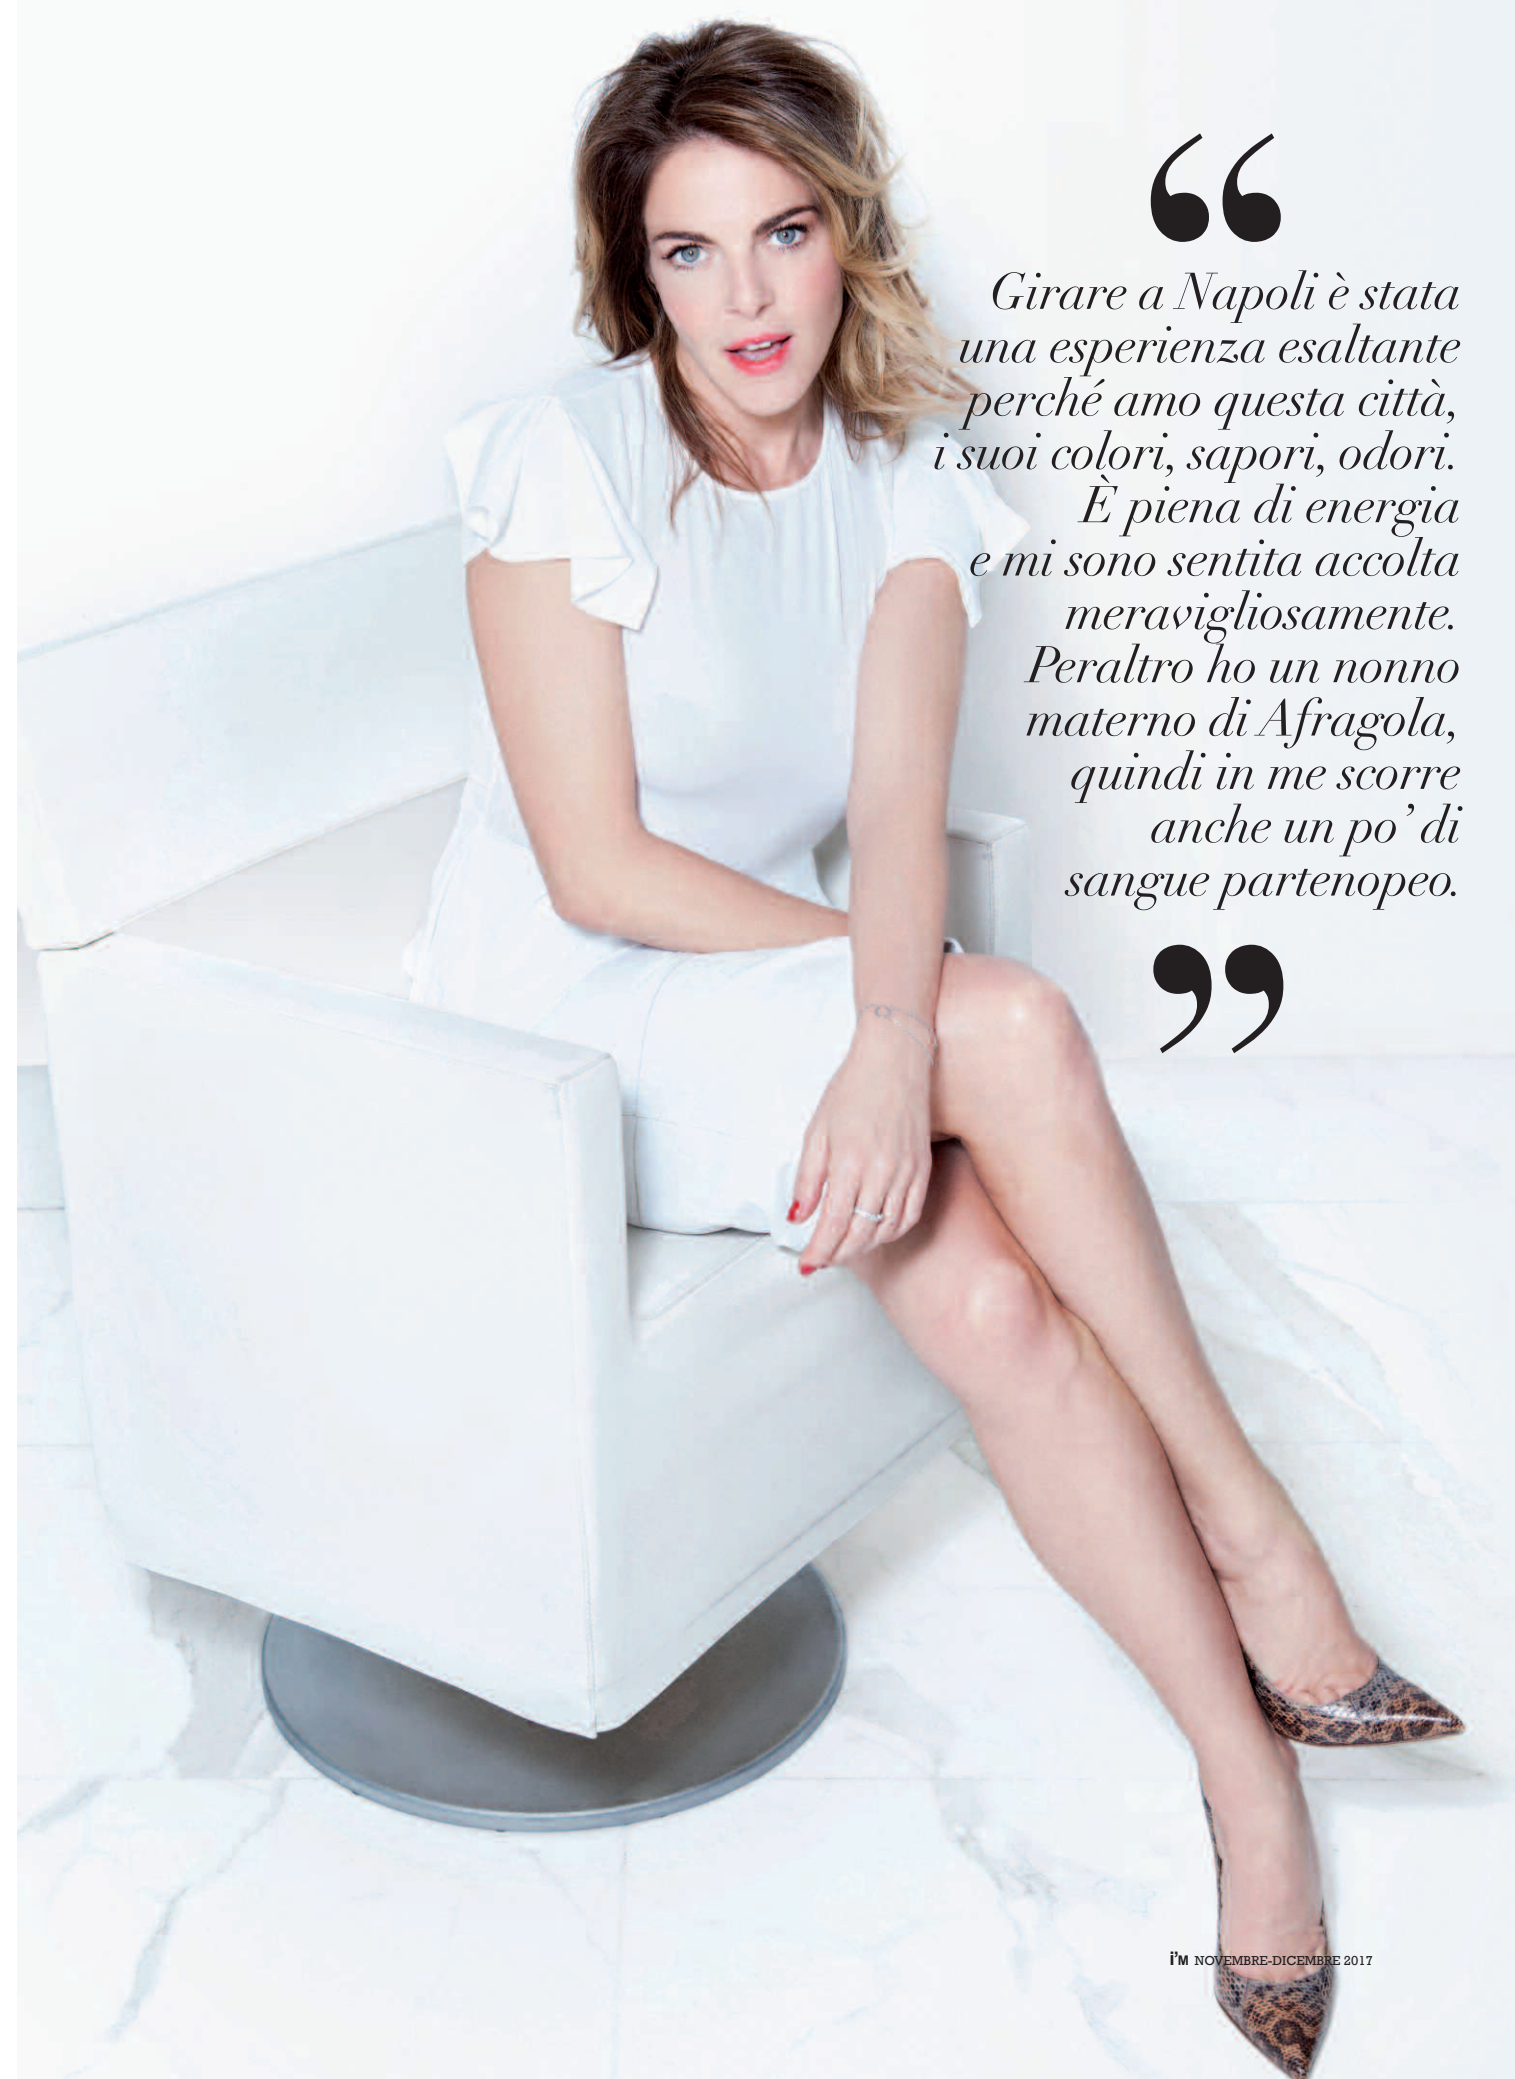 “
Girare a Napoli è stata
una esperienza esaltante
perché amo questa città,
i suoi colori, sapori, odori.
È piena di energia
e mi sono sentita accolta
meravigliosamente.
Peraltro ho un nonno
materno di Afragola,
quindi in me scorre
anche un po’ di
sangue partenopeo.
”
i’M NOVEMBRE-DICEMBRE 2017